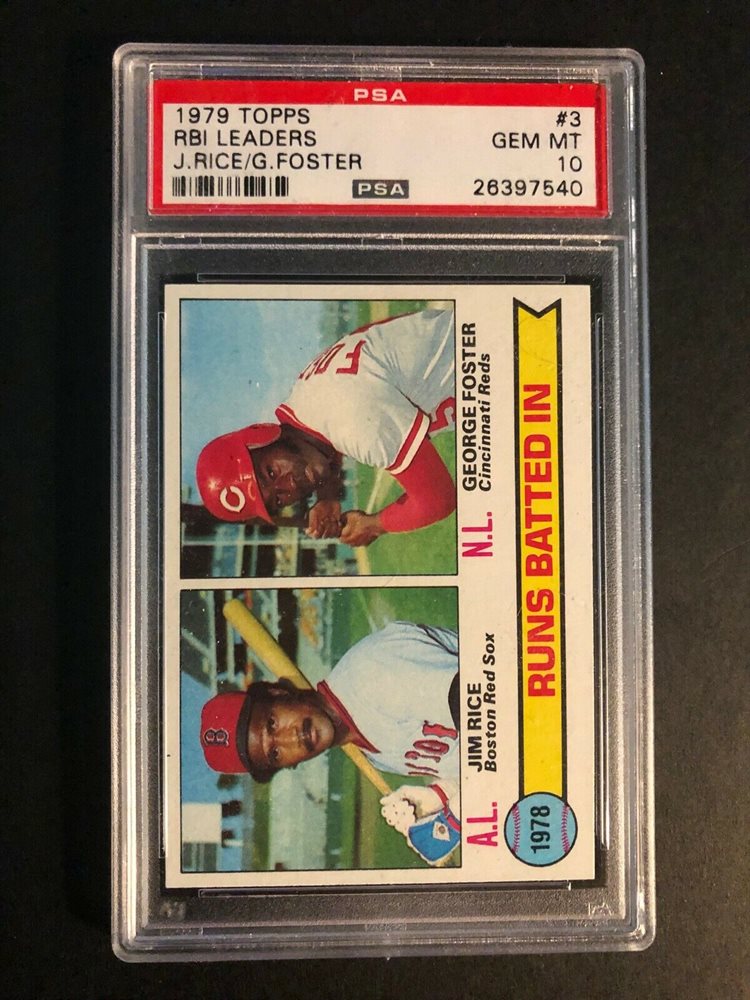 PSA
1979 TOPPS #3
RBI LEADERS GEM MT
J.RICE/G.FOSTER 10
PSA 26397540
A.L. JIM RICE
Boston Red Sox
N.L. GEORGE FOSTER
Cincinnati Reds
1978 RUNS BATTED IN
B
C